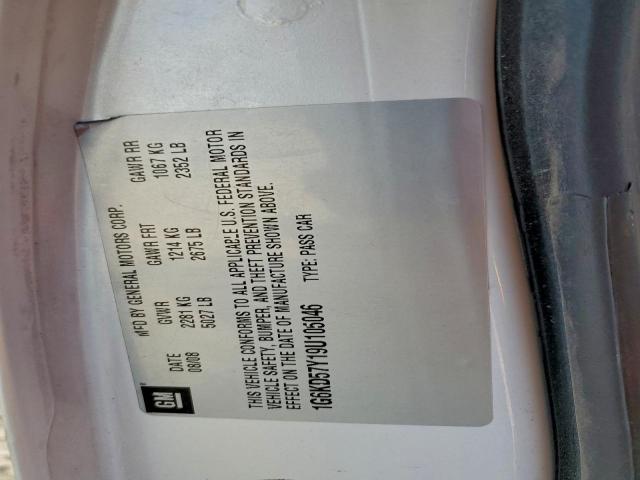 GM
MFD BY GENERAL MOTORS CORP.
DATE GVWR GAWR FRT GAWR RR
08/08 2281 KG 1214 KG 1067 KG
5027 LB 2675 LB 2352 LB
THIS VEHICLE CONFORMS TO ALL APPLICABLE U.S. FEDERAL MOTOR
VEHICLE SAFETY, BUMPER, AND THEFT PREVENTION STANDARDS IN
EFFECT ON THE DATE OF MANUFACTURE SHOWN ABOVE.
1G6KD57Y19U105046 TYPE: PASS CAR